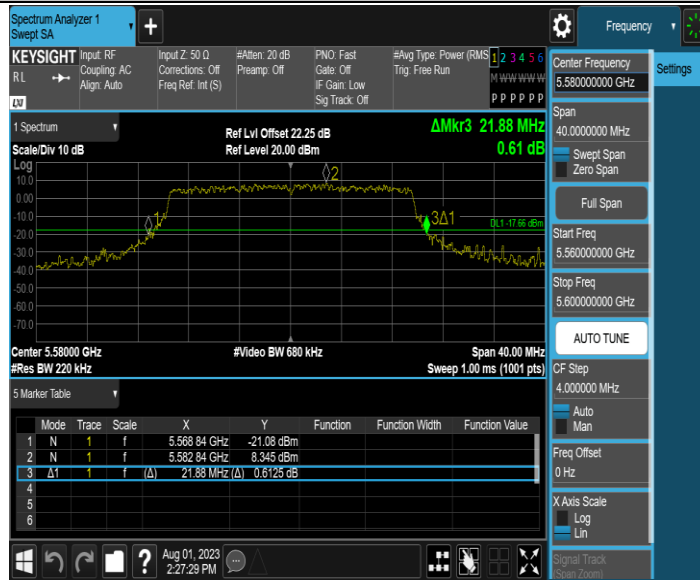 Spectrum Analyzer 1
Swept SA
Frequency
KEYSIGHT
RL
LXI
Input: RF
Coupling: AC
Align: Auto
Input Z: 50 Ω
Corrections: Off
Freq Ref: Int (S)
#Atten: 20 dB
Preamp: Off
PNO: Fast
Gate: Off
IF Gain: Low
Sig Track: Off
#Avg Type: Power (RMS
Trig: Free Run
1 2 3 4 5 6
M W W W W W
P P P P P P
Center Frequency
5.580000000 GHz
Settings
Span
40.0000000 MHz
Swept Span
Zero Span
Full Span
Start Freq
5.560000000 GHz
Stop Freq
5.600000000 GHz
AUTO TUNE
CF Step
4.000000 MHz
Auto
Man
Freq Offset
0 Hz
X Axis Scale
Log
Lin
Signal Track
(Span Zoom)
1 Spectrum
Scale/Div 10 dB
Ref Lvl Offset 22.25 dB
Ref Level 20.00 dBm
ΔMkr3 21.88 MHz
0.61 dB
Log
10.0
0.00
-10.0
-20.0
-30.0
-40.0
-50.0
-60.0
-70.0
1
2
3Δ1
DL1 -17.66 dBm
Center 5.58000 GHz
#Res BW 220 kHz
#Video BW 680 kHz
Span 40.00 MHz
Sweep 1.00 ms (1001 pts)
5 Marker Table
Mode Trace Scale X Y Function Function Width Function Value
1 N 1 f 5.568 84 GHz -21.08 dBm
2 N 1 f 5.582 84 GHz 8.345 dBm
3 Δ1 1 f (Δ) 21.88 MHz (Δ) 0.6125 dB
4
5
6
?
Aug 01, 2023
2:27:29 PM